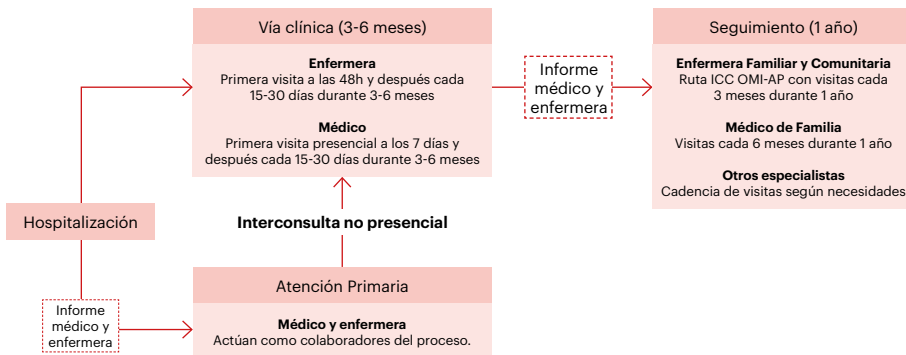 Vía clínica (3-6 meses)
Enfermera
Primera visita a las 48h y después cada
15-30 días durante 3-6 meses
Médico
Primera visita presencial a los 7 días y
después cada 15-30 días durante 3-6 meses
Informe
médico y
enfermera
Seguimiento (1 año)
Enfermera Familiar y Comunitaria
Ruta ICC OMI-AP con visitas cada
3 meses durante 1 año
Médico de Familia
Visitas cada 6 meses durante 1 año
Otros especialistas
Cadencia de visitas según necesidades
Hospitalización
Interconsulta no presencial
Informe
médico y
enfermera
Atención Primaria
Médico y enfermera
Actúan como colaboradores del proceso.